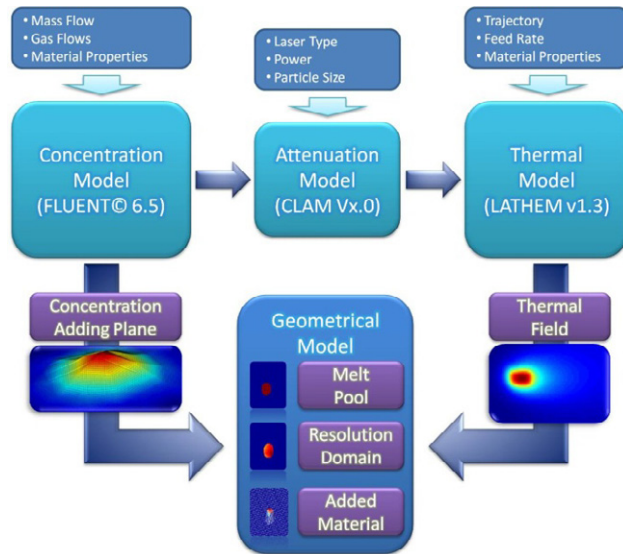 • Mass Flow
• Gas Flows
• Material Properties
• Laser Type
• Power
• Particle Size
• Trajectory
• Feed Rate
• Material Properties
Concentration
Model
(FLUENT© 6.5)
Attenuation
Model
(CLAM Vx.0)
Thermal
Model
(LATHEM v1.3)
Concentration
Adding Plane
Geometrical
Model
Melt
Pool
Resolution
Domain
Added
Material
Thermal
Field